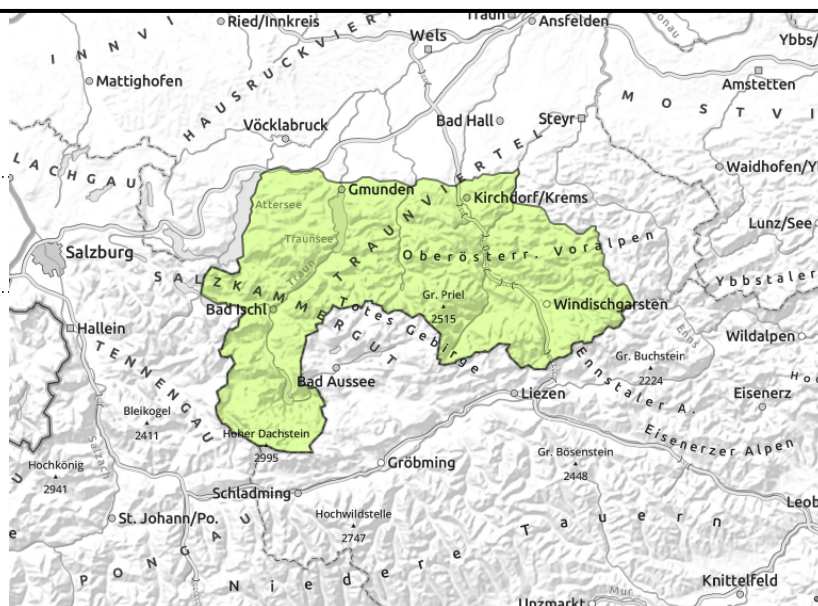 Ried/Innkreis
Traun
Ansfelden
Wels
INNVI
Mattighofen
HAUSRUCKVIERTEL
Amstetten
Bad Hall
Steyr
MOSTVI
Vöcklabruck
LACHGAU
Waidhofen/Y
Gmunden
Kirchdorf/Krems
Attersee
Lunz/See
Traunsee
TRAUNVIERTEL
Salzburg
Oberösterr. Voralpen
Traun
SALZKAMMERGUT
Ybbstaler
Gr. Priel
2515
Bad Ischl
Totes Gebirge
Windischgarsten
Hallein
Enns
Wildalpen
TENNENGAU
Ennstaler A.
Gr. Buchstein
2224
Bad Aussee
Liezen
Eisenerz
Bleikogel
2411
Hoher Dachstein
2995
Eisenerzer Alpen
Salzach
Hochkönig
2941
Gröbming
Gr. Bösenstein
2448
Schladming
Leob
St. Johann/Po.
Hochwildstelle
2747
PONGAU
Niedere Tauern
Knittelfeld
Mur
Unzmarkt